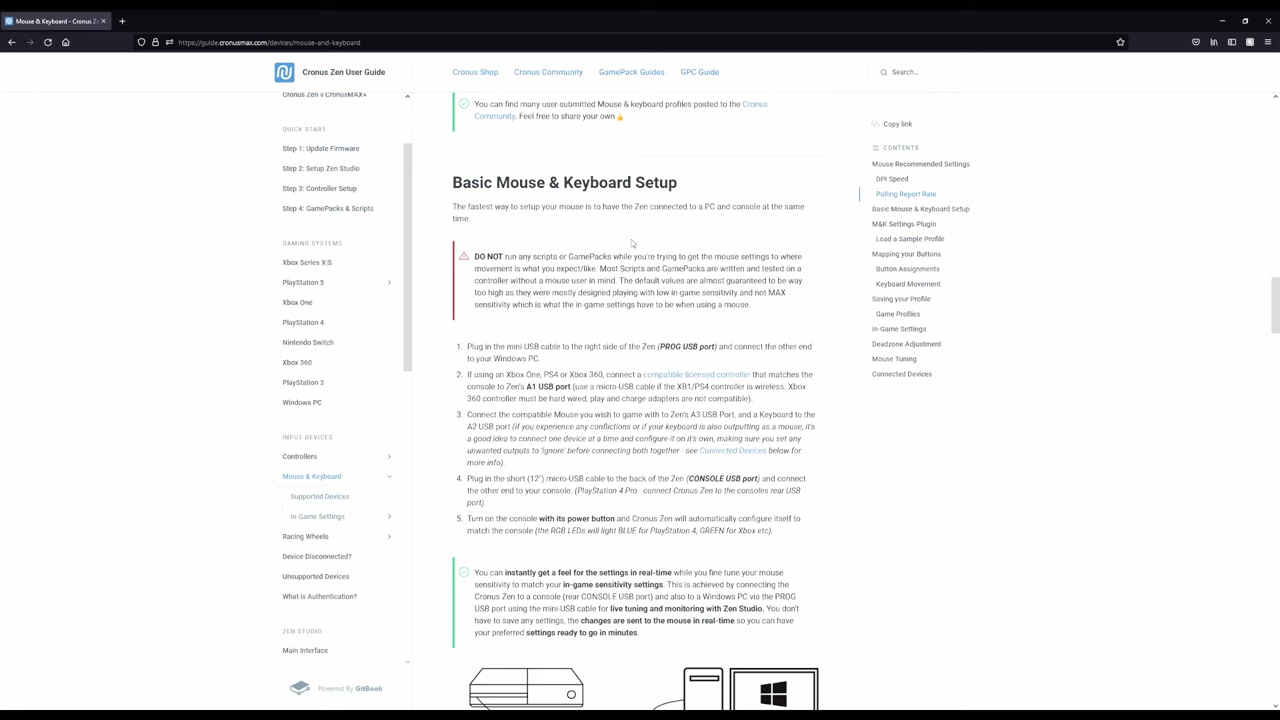 Mouse & Keyboard - Cronus Ze
https://guide.cronusmax.com/devices/mouse-and-keyboard
Cronus Zen User Guide
Cronus Shop
Cronus Community
GamePack Guides
GPC Guide
Search...
Cronus Zen v CronusMAX+
QUICK START
Step 1: Update Firmware
Step 2: Setup Zen Studio
Step 3: Controller Setup
Step 4: GamePacks & Scripts
GAMING SYSTEMS
Xbox Series X|S
PlayStation 5
Xbox One
PlayStation 4
Nintendo Switch
Xbox 360
PlayStation 3
Windows PC
INPUT DEVICES
Controllers
Mouse & Keyboard
Supported Devices
In-Game Settings
Racing Wheels
Device Disconnected?
Unsupported Devices
What is Authentication?
ZEN STUDIO
Main Interface
Powered By GitBook
You can find many user-submitted Mouse & keyboard profiles posted to the Cronus
Community. Feel free to share your own 👍
Basic Mouse & Keyboard Setup
The fastest way to setup your mouse is to have the Zen connected to a PC and console at the same
time.
DO NOT run any scripts or GamePacks while you're trying to get the mouse settings to where
movement is what you expect/like. Most Scripts and GamePacks are written and tested on a
controller without a mouse user in mind. The default values are almost guaranteed to be way
too high as they were mostly designed playing with low in-game sensitivity and not MAX
sensitivity which is what the in-game settings have to be when using a mouse.
1. Plug in the mini-USB cable to the right side of the Zen (PROG USB port) and connect the other end
to your Windows PC.
2. If using an Xbox One, PS4 or Xbox 360, connect a compatible licensed controller that matches the
console to Zen's A1 USB port (use a micro-USB cable if the XB1/PS4 controller is wireless. Xbox
360 controller must be hard wired, play and charge adapters are not compatible).
3. Connect the compatible Mouse you wish to game with to Zen's A3 USB Port, and a Keyboard to the
A2 USB port (if you experience any conflictions or if your keyboard is also outputting as a mouse, it's
a good idea to connect one device at a time and configure it on it's own, making sure you set any
unwanted outputs to 'Ignore' before connecting both together - see Connected Devices below for
more info).
4. Plug in the short (12") micro-USB cable to the back of the Zen (CONSOLE USB port) and connect
the other end to your console. (PlayStation 4 Pro - connect Cronus Zen to the consoles rear USB
port).
5. Turn on the console with its power button and Cronus Zen will automatically configure itself to
match the console (the RGB LEDs will light BLUE for PlayStation 4, GREEN for Xbox etc).
You can instantly get a feel for the settings in real-time while you fine tune your mouse
sensitivity to match your in-game sensitivity settings. This is achieved by connecting the
Cronus Zen to a console (rear CONSOLE USB port) and also to a Windows PC via the PROG
USB port using the mini-USB cable for live tuning and monitoring with Zen Studio. You don't
have to save any settings, the changes are sent to the mouse in real-time so you can have
your preferred settings ready to go in minutes.
Copy link
CONTENTS
Mouse Recommended Settings
DPI Speed
Polling Report Rate
Basic Mouse & Keyboard Setup
M&K Settings Plugin
Load a Sample Profile
Mapping your Buttons
Button Assignments
Keyboard Movement
Saving your Profile
Game Profiles
In-Game Settings
Deadzone Adjustment
Mouse Tuning
Connected Devices